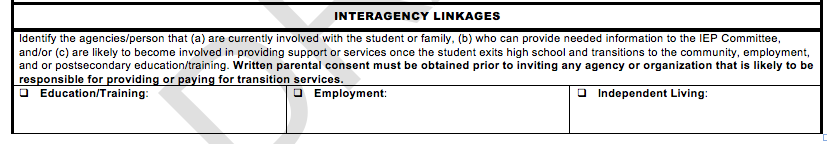 INTERAGENCY LINKAGES
Identify the agencies/person that (a) are currently involved with the student or family, (b) who can provide needed information to the IEP Committee,
and/or (c) are likely to become involved in providing support or services once the student exits high school and transitions to the community, employment,
and or postsecondary education/training. Written parental consent must be obtained prior to inviting any agency or organization that is likely to be
responsible for providing or paying for transition services.
❑ Education/Training: ❑ Employment: ❑ Independent Living: